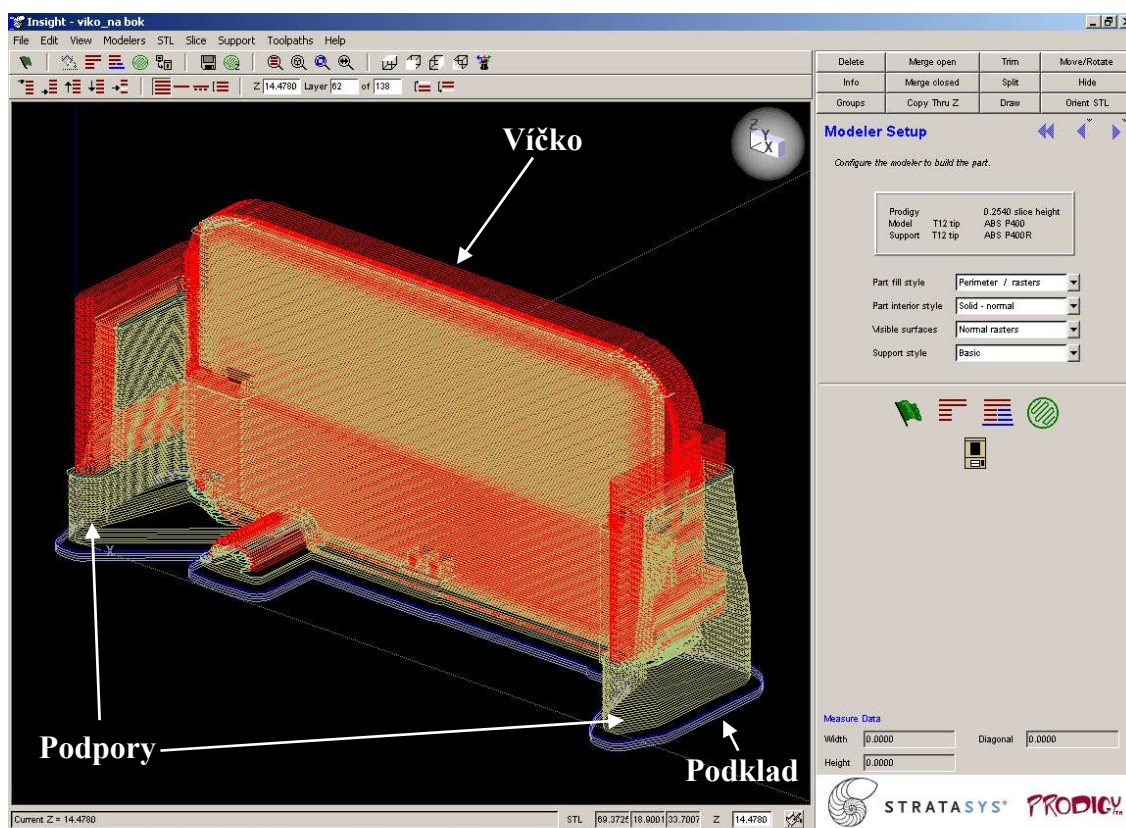 Insight - viko_na bok
File Edit View Modelers STL Slice Support Toolpaths Help
Z 14.4780 Layer 62 of 138
Delete Merge open Trim Move/Rotate
Info Merge closed Split Hide
Groups Copy Thru Z Draw Orient STL
Modeler Setup
Configure the modeler to build the part.
Prodigy 0.2540 slice height
Model T12 tip ABS P400
Support T12 tip ABS P400R
Part fill style Perimeter / rasters
Part interior style Solid - normal
Visible surfaces Normal rasters
Support style Basic
Víčko
Z Y X
X
Podpory
Podklad
Measure Data
Width 0.0000 Diagonal 0.0000
Height 0.0000
STRATASYS PRODIGY
Current Z = 14.4780 STL 69.372 18.9001 33.7007 Z 14.4780